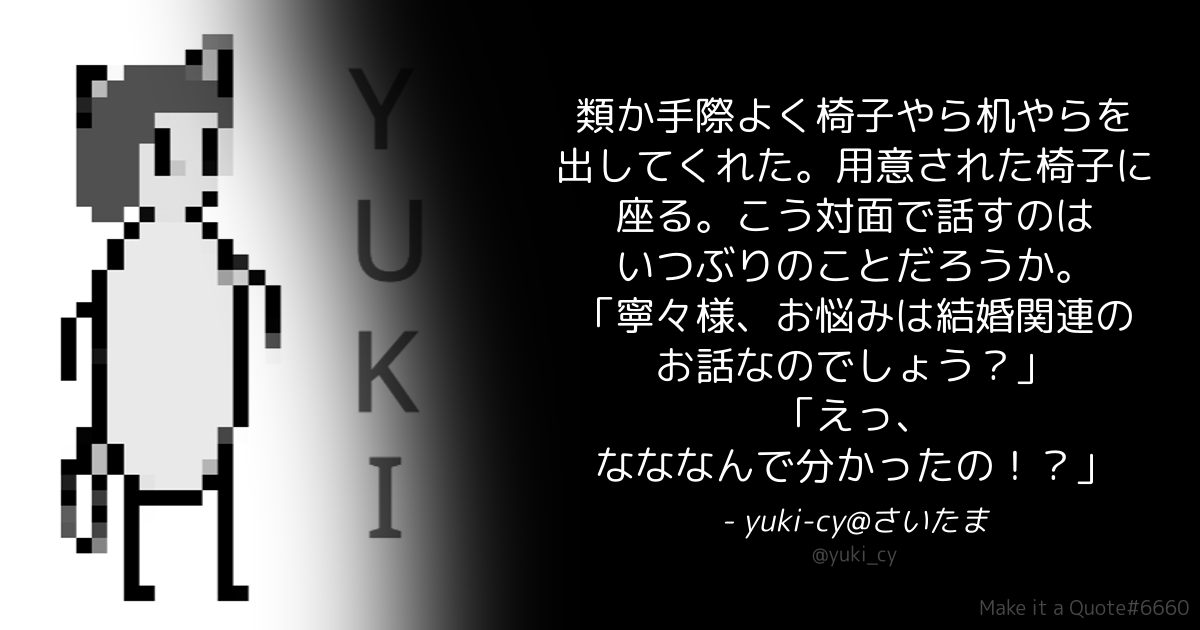 YUKI
類か手際よく椅子やら机やらを
出してくれた。用意された椅子に
座る。こう対面で話すのは
いつぶりのことだろうか。
「寧々様、お悩みは結婚関連の
お話なのでしょう？」
「えっ、
なななんで分かったの！？」
- yuki-cy@さいたま
@yuki_cy
Make it a Quote#6660